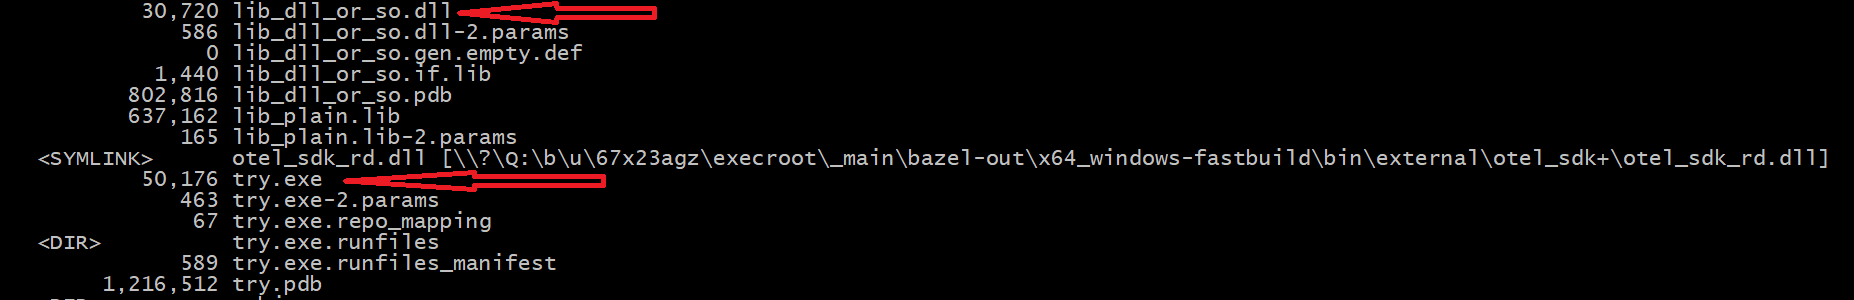 30,720 lib_dll_or_so.dll
586 lib_dll_or_so.dll-2.params
0 lib_dll_or_so.gen.empty.def
1,440 lib_dll_or_so.if.lib
802,816 lib_dll_or_so.pdb
637,162 lib_plain.lib
165 lib_plain.lib-2.params
<SYMLINK> otel_sdk_rd.dll [\\?\Q:\b\u\67x23agz\execroot\_main\bazel-out\x64_windows-fastbuild\bin\external\otel_sdk+\otel_sdk_rd.dll]
50,176 try.exe
463 try.exe-2.params
67 try.exe.repo_mapping
<DIR> try.exe.runfiles
589 try.exe.runfiles_manifest
1,216,512 try.pdb